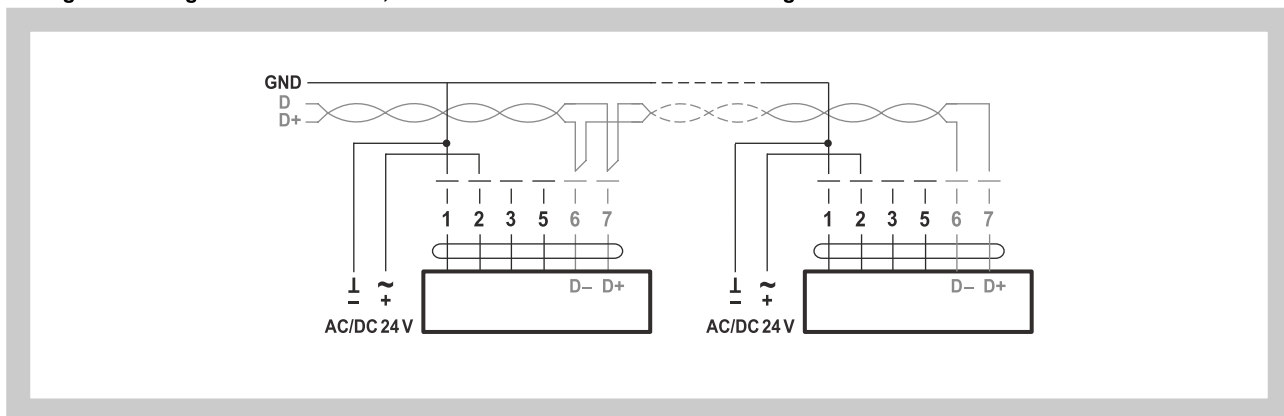 GND
D
D+
1 2 3 5 6 7 1 2 3 5 6 7
⊥ ~ D– D+ ⊥ ~ D– D+
– + – +
AC/DC 24 V AC/DC 24 V